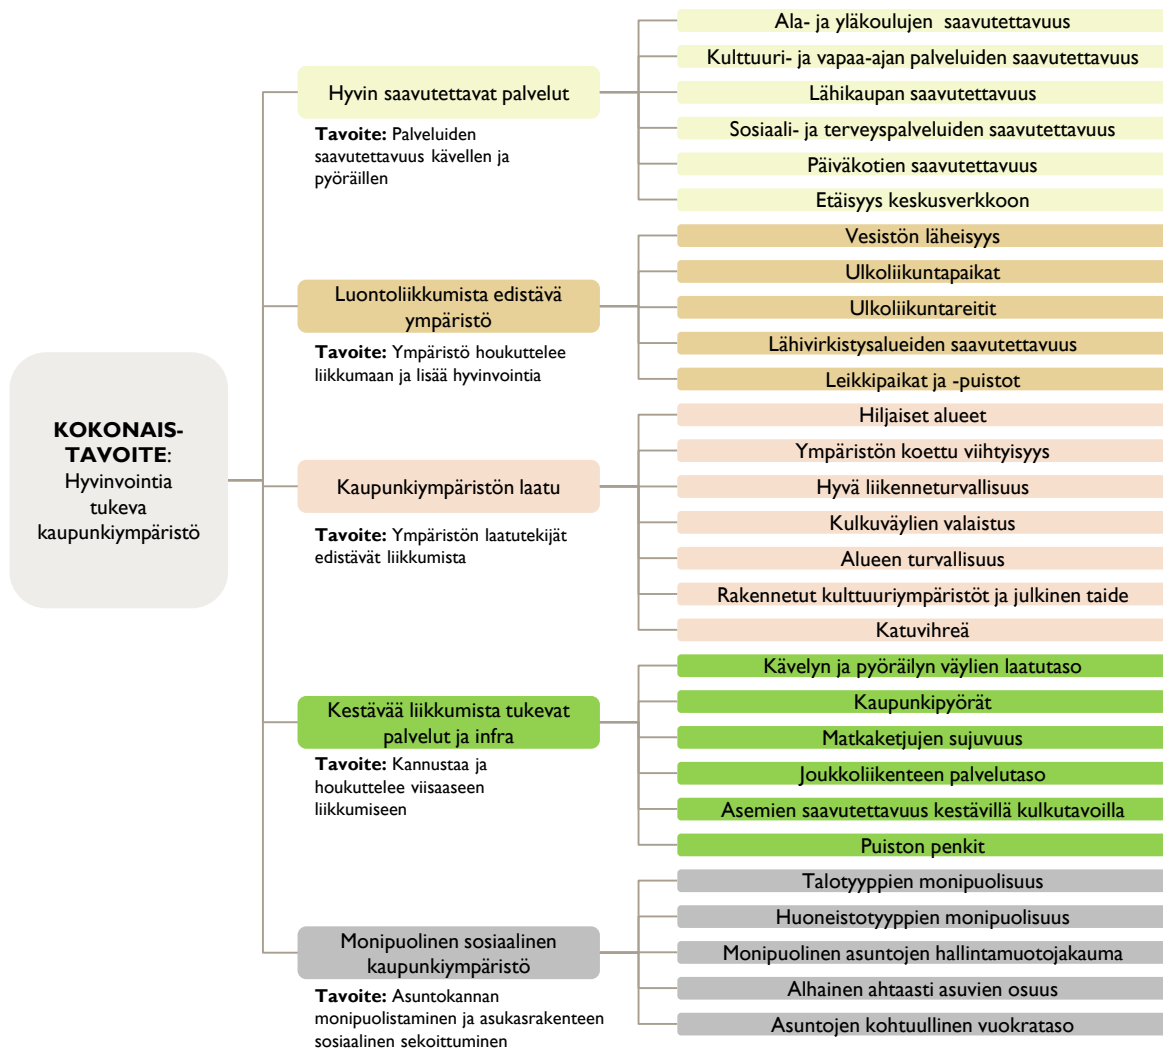 KOKONAIS-
TAVOITE:
Hyvinvointia
tukeva
kaupunkiympäristö
Hyvin saavutettavat palvelut
Tavoite: Palveluiden
saavutettavuus kävellen ja
pyöräillen
Ala- ja yläkoulujen saavutettavuus
Kulttuuri- ja vapaa-ajan palveluiden saavutettavuus
Lähikaupan saavutettavuus
Sosiaali- ja terveyspalveluiden saavutettavuus
Päiväkotien saavutettavuus
Etäisyys keskusverkkoon
Luontoliikkumista edistävä
ympäristö
Tavoite: Ympäristö houkuttelee
liikkumaan ja lisää hyvinvointia
Vesistön läheisyys
Ulkoliikuntapaikat
Ulkoliikuntareitit
Lähivirkistysalueiden saavutettavuus
Leikkipaikat ja -puistot
Kaupunkiympäristön laatu
Tavoite: Ympäristön laatutekijät
edistävät liikkumista
Hiljaiset alueet
Ympäristön koettu viihtyisyys
Hyvä liikenneturvallisuus
Kulkuväylien valaistus
Alueen turvallisuus
Rakennetut kulttuuriympäristöt ja julkinen taide
Katuvihreä
Kestävää liikkumista tukevat
palvelut ja infra
Tavoite: Kannustaa ja
houkuttelee viisaaseen
liikkumiseen
Kävelyn ja pyöräilyn väylien laatutaso
Kaupunkipyörät
Matkaketjujen sujuvuus
Joukkoliikenteen palvelutaso
Asemien saavutettavuus kestävillä kulkutavoilla
Puiston penkit
Monipuolinen sosiaalinen
kaupunkiympäristö
Tavoite: Asuntokannan
monipuolistaminen ja asukasrakenteen
sosiaalinen sekoittuminen
Talotyyppien monipuolisuus
Huoneistotyyppien monipuolisuus
Monipuolinen asuntojen hallintamuotojakauma
Alhainen ahtaasti asuvien osuus
Asuntojen kohtuullinen vuokrataso